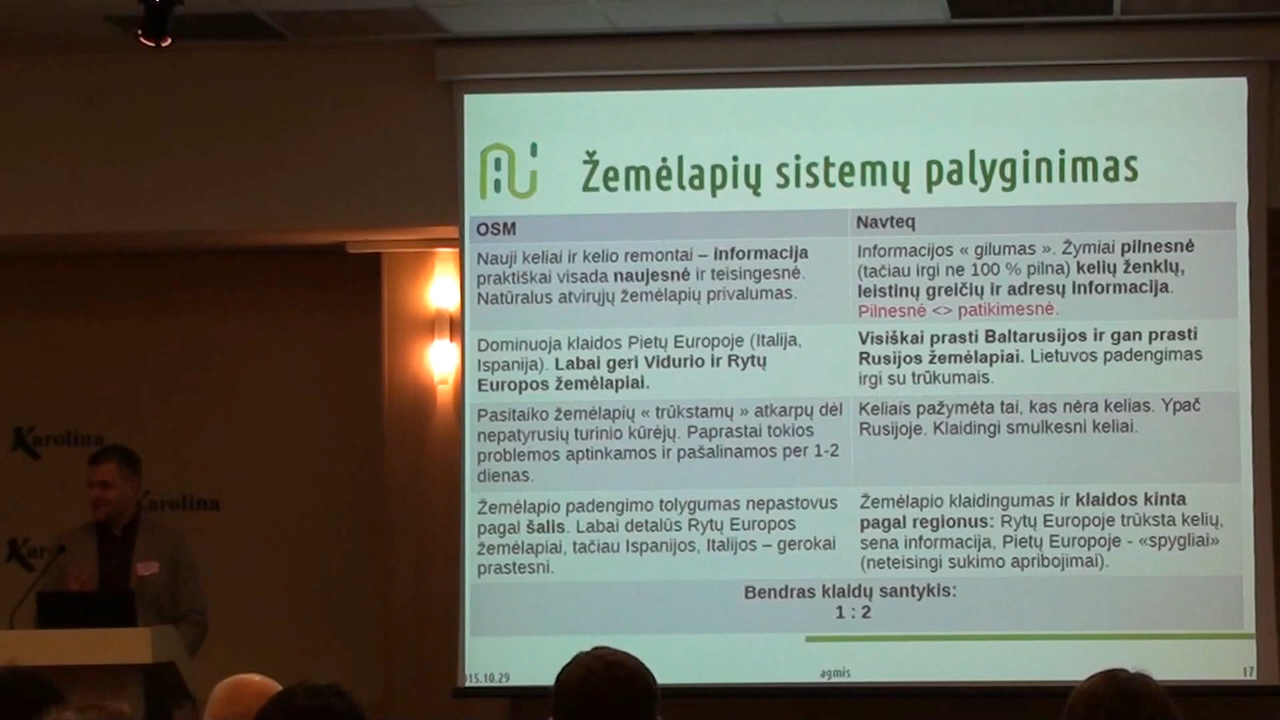 Žemėlapių sistemų palyginimas
OSM
Navteq
Nauji keliai ir kelio remontai – informacija
praktiškai visada naujesnė ir teisingesnė.
Natūralus atvirųjų žemėlapių privalumas.
Informacijos « gilumas ». Žymiai pilnesnė
(tačiau irgi ne 100 % pilna) kelių ženklų,
leistinų greičių ir adresų informacija.
Pilnesnė <> patikimesnė.
Dominuoja klaidos Pietų Europoje (Italija,
Ispanija). Labai geri Vidurio ir Rytų
Europos žemėlapiai.
Visiškai prasti Baltarusijos ir gan prasti
Rusijos žemėlapiai. Lietuvos padengimas
irgi su trūkumais.
Pasitaiko žemėlapių « trūkstamų » atkarpų dėl
nepatyrusių turinio kūrėjų. Paprastai tokios
problemos aptinkamos ir pašalinamos per 1-2
dienas.
Keliais pažymėta tai, kas nėra kelias. Ypač
Rusijoje. Klaidingi smulkesni keliai.
Žemėlapio padengimo tolygumas nepastovus
pagal šalis. Labai detalūs Rytų Europos
žemėlapiai, tačiau Ispanijos, Italijos – gerokai
prastesni.
Žemėlapio klaidingumas ir klaidos kinta
pagal regionus: Rytų Europoje trūksta kelių,
sena informacija, Pietų Europoje - «spygliai»
(neteisingi sukimo apribojimai).
Bendras klaidų santykis:
1 : 2
015.10.29
agmis
17
Karolina
Karolina
Karo